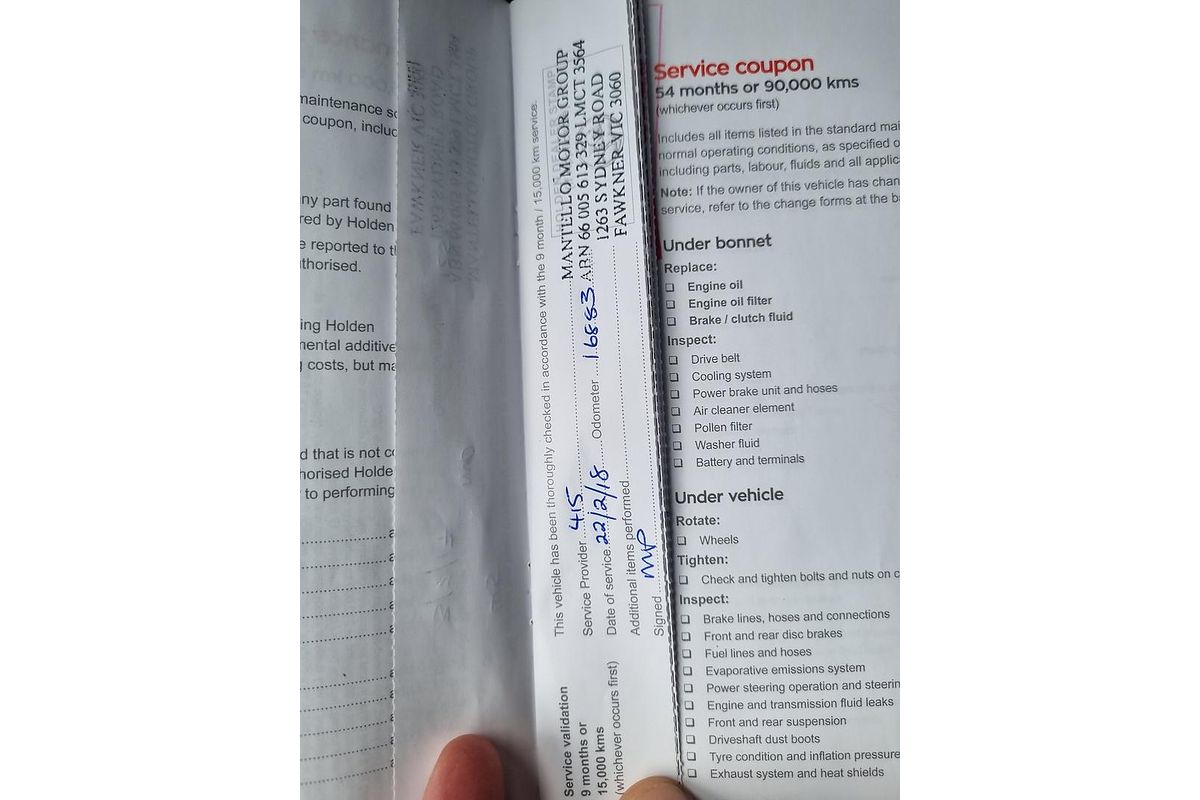 maintenance
coupon,
ny part found
red by Holden
e reported to
thorised.
ing Holden
mental additive
costs, but
d that is not
horised
to performing
Service validation
9 months or
15,000 kms
(whichever occurs first)
This vehicle has been thoroughly checked in accordance with the 9 month / 15,000 km service.
Service Provider 415
Date of service 22/2/18 Odometer 16883
Additional items performed
Signed MP
HOLDEN DEALER STAMP
MANTELLO MOTOR GROUP
ABN 66 005 613 329 LMCT 3564
1263 SYDNEY ROAD
FAWKNER VIC 3060
Service coupon
54 months or 90,000 kms
(whichever occurs first)
Includes all items listed in the standard mai
normal operating conditions, as specified o
including parts, labour, fluids and all applic
Note: If the owner of this vehicle has chan
service, refer to the change forms at the b
Under bonnet
Replace:
❑ Engine oil
❑ Engine oil filter
❑ Brake / clutch fluid
Inspect:
❑ Drive belt
❑ Cooling system
❑ Power brake unit and hoses
❑ Air cleaner element
❑ Pollen filter
❑ Washer fluid
❑ Battery and terminals
Under vehicle
Rotate:
❑ Wheels
Tighten:
❑ Check and tighten bolts and nuts on c
Inspect:
❑ Brake lines, hoses and connections
❑ Front and rear disc brakes
❑ Fuel lines and hoses
❑ Evaporative emissions system
❑ Power steering operation and steerin
❑ Engine and transmission fluid leaks
❑ Front and rear suspension
❑ Driveshaft dust boots
❑ Tyre condition and inflation pressure
❑ Exhaust system and heat shields